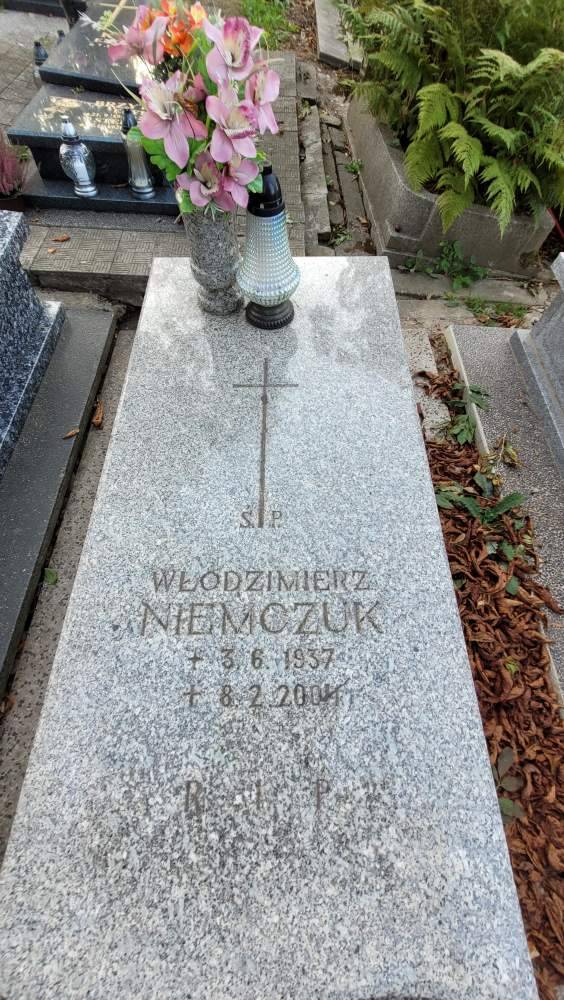 Ś. P.
WŁODZIMIERZ
NIEMCZUK
+ 3. 6. 1937
+ 8. 2. 2004
R. I. P.